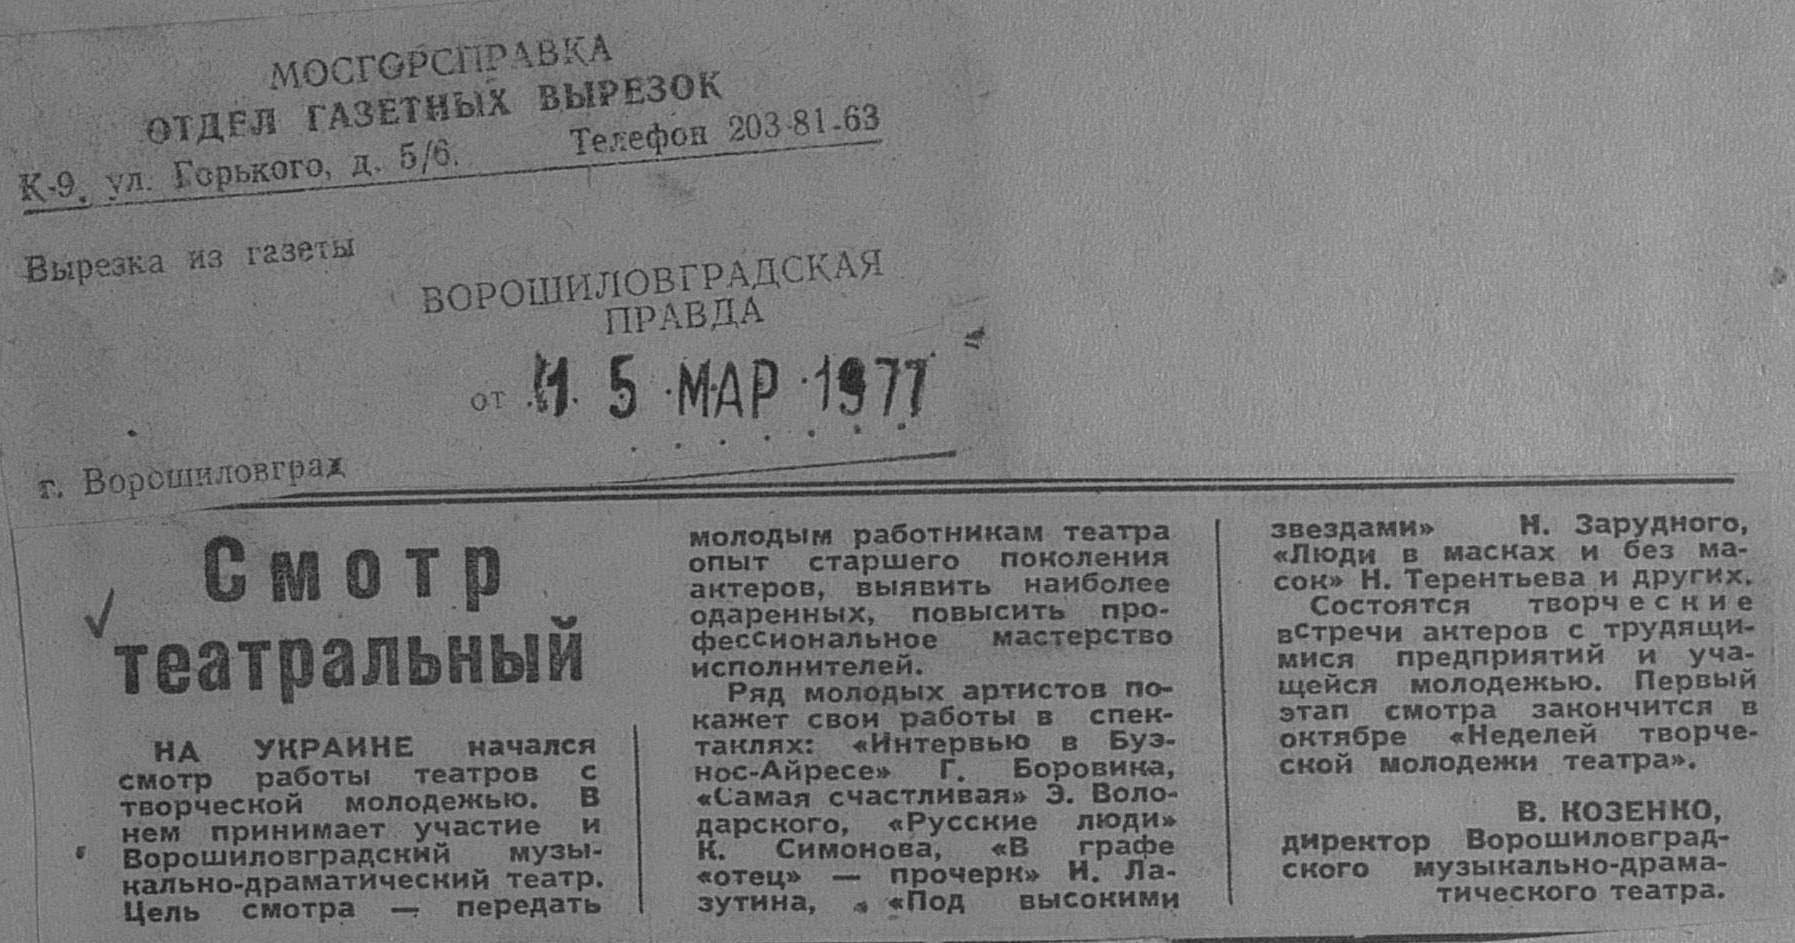 МОСГОРСПРАВКА
ОТДЕЛ ГАЗЕТНЫХ ВЫРЕЗОК
К-9, ул. Горького, д. 5/6. Телефон 203-81-63
Вырезка из газеты
ВОРОШИЛОВГРАДСКАЯ
ПРАВДА
от 15 МАР 1977
г. Ворошиловград
Смотр
театральный
НА УКРАИНЕ начался
смотр работы театров с
творческой молодежью. В
нем принимает участие и
Ворошиловградский музы-
кально-драматический театр.
Цель смотра — передать
молодым работникам театра
опыт старшего поколения
актеров, выявить наиболее
одаренных, повысить про-
фессиональное мастерство
исполнителей.
Ряд молодых артистов по-
кажет свои работы в спек-
таклях: «Интервью в Буэ-
нос-Айресе» Г. Боровика,
«Самая счастливая» Э. Воло-
дарского, «Русские люди»
К. Симонова, «В графе
«отец» — прочерк» И. Ла-
зутина, «Под высокими
звездами» Н. Зарудного,
«Люди в масках и без ма-
сок» Н. Терентьева и других.
Состоятся творческие
встречи актеров с трудящи-
мися предприятий и уча-
щейся молодежью. Первый
этап смотра закончится в
октябре «Неделей творче-
ской молодежи театра».
В. КОЗЕНКО,
директор Ворошиловград-
ского музыкально-драма-
тического театра.